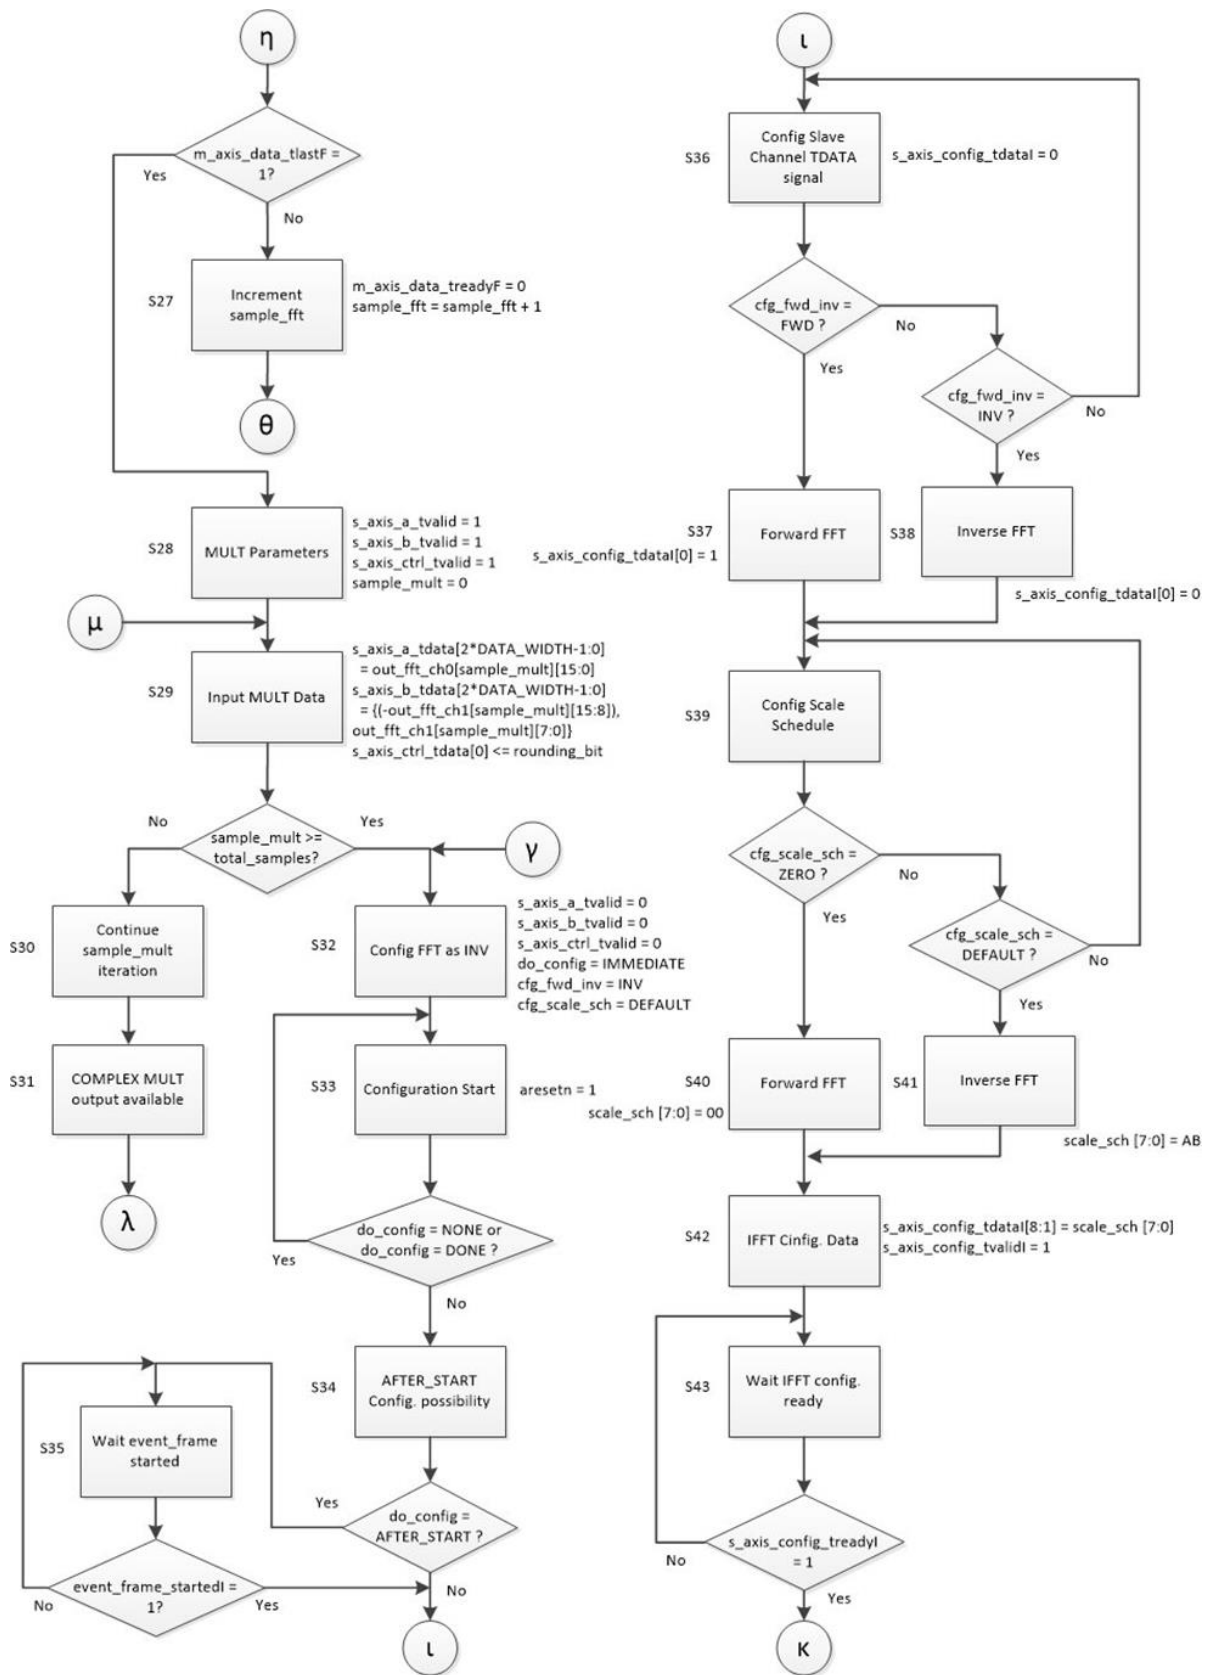 η
m_axis_data_tlastF =
1?
Yes
No
S27
Increment
sample_fft
m_axis_data_treadyF = 0
sample_fft = sample_fft + 1
θ
S28
MULT Parameters
s_axis_a_tvalid = 1
s_axis_b_tvalid = 1
s_axis_ctrl_tvalid = 1
sample_mult = 0
μ
S29
Input MULT Data
s_axis_a_tdata[2*DATA_WIDTH-1:0]
= out_fft_ch0[sample_mult][15:0]
s_axis_b_tdata[2*DATA_WIDTH-1:0]
= {(-out_fft_ch1[sample_mult][15:8]),
out_fft_ch1[sample_mult][7:0]}
s_axis_ctrl_tdata[0] <= rounding_bit
No
sample_mult >=
total_samples?
Yes
γ
S30
Continue
sample_mult
iteration
S31
COMPLEX MULT
output available
λ
S32
Config FFT as INV
s_axis_a_tvalid = 0
s_axis_b_tvalid = 0
s_axis_ctrl_tvalid = 0
do_config = IMMEDIATE
cfg_fwd_inv = INV
cfg_scale_sch = DEFAULT
S33
Configuration Start
aresetn = 1
do_config = NONE or
do_config = DONE ?
Yes
No
S34
AFTER_START
Config. possibility
S35
Wait event_frame
started
Yes
do_config =
AFTER_START ?
No
event_frame_startedI =
1?
No
Yes
ι
ι
S36
Config Slave
Channel TDATA
signal
s_axis_config_tdataI = 0
cfg_fwd_inv =
FWD ?
No
Yes
cfg_fwd_inv =
INV ?
No
Yes
S37
s_axis_config_tdataI[0] = 1
Forward FFT
S38
Inverse FFT
s_axis_config_tdataI[0] = 0
S39
Config Scale
Schedule
cfg_scale_sch =
ZERO ?
No
Yes
cfg_scale_sch =
DEFAULT ?
No
Yes
S40
scale_sch [7:0] = 00
Forward FFT
S41
Inverse FFT
scale_sch [7:0] = AB
S42
IFFT Cinfig. Data
s_axis_config_tdataI[8:1] = scale_sch [7:0]
s_axis_config_tvalidI = 1
S43
Wait IFFT config.
ready
s_axis_config_treadyI
= 1
No
Yes
κ